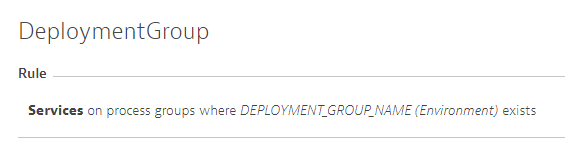 DeploymentGroup
Rule
Services on process groups where DEPLOYMENT_GROUP_NAME (Environment) exists